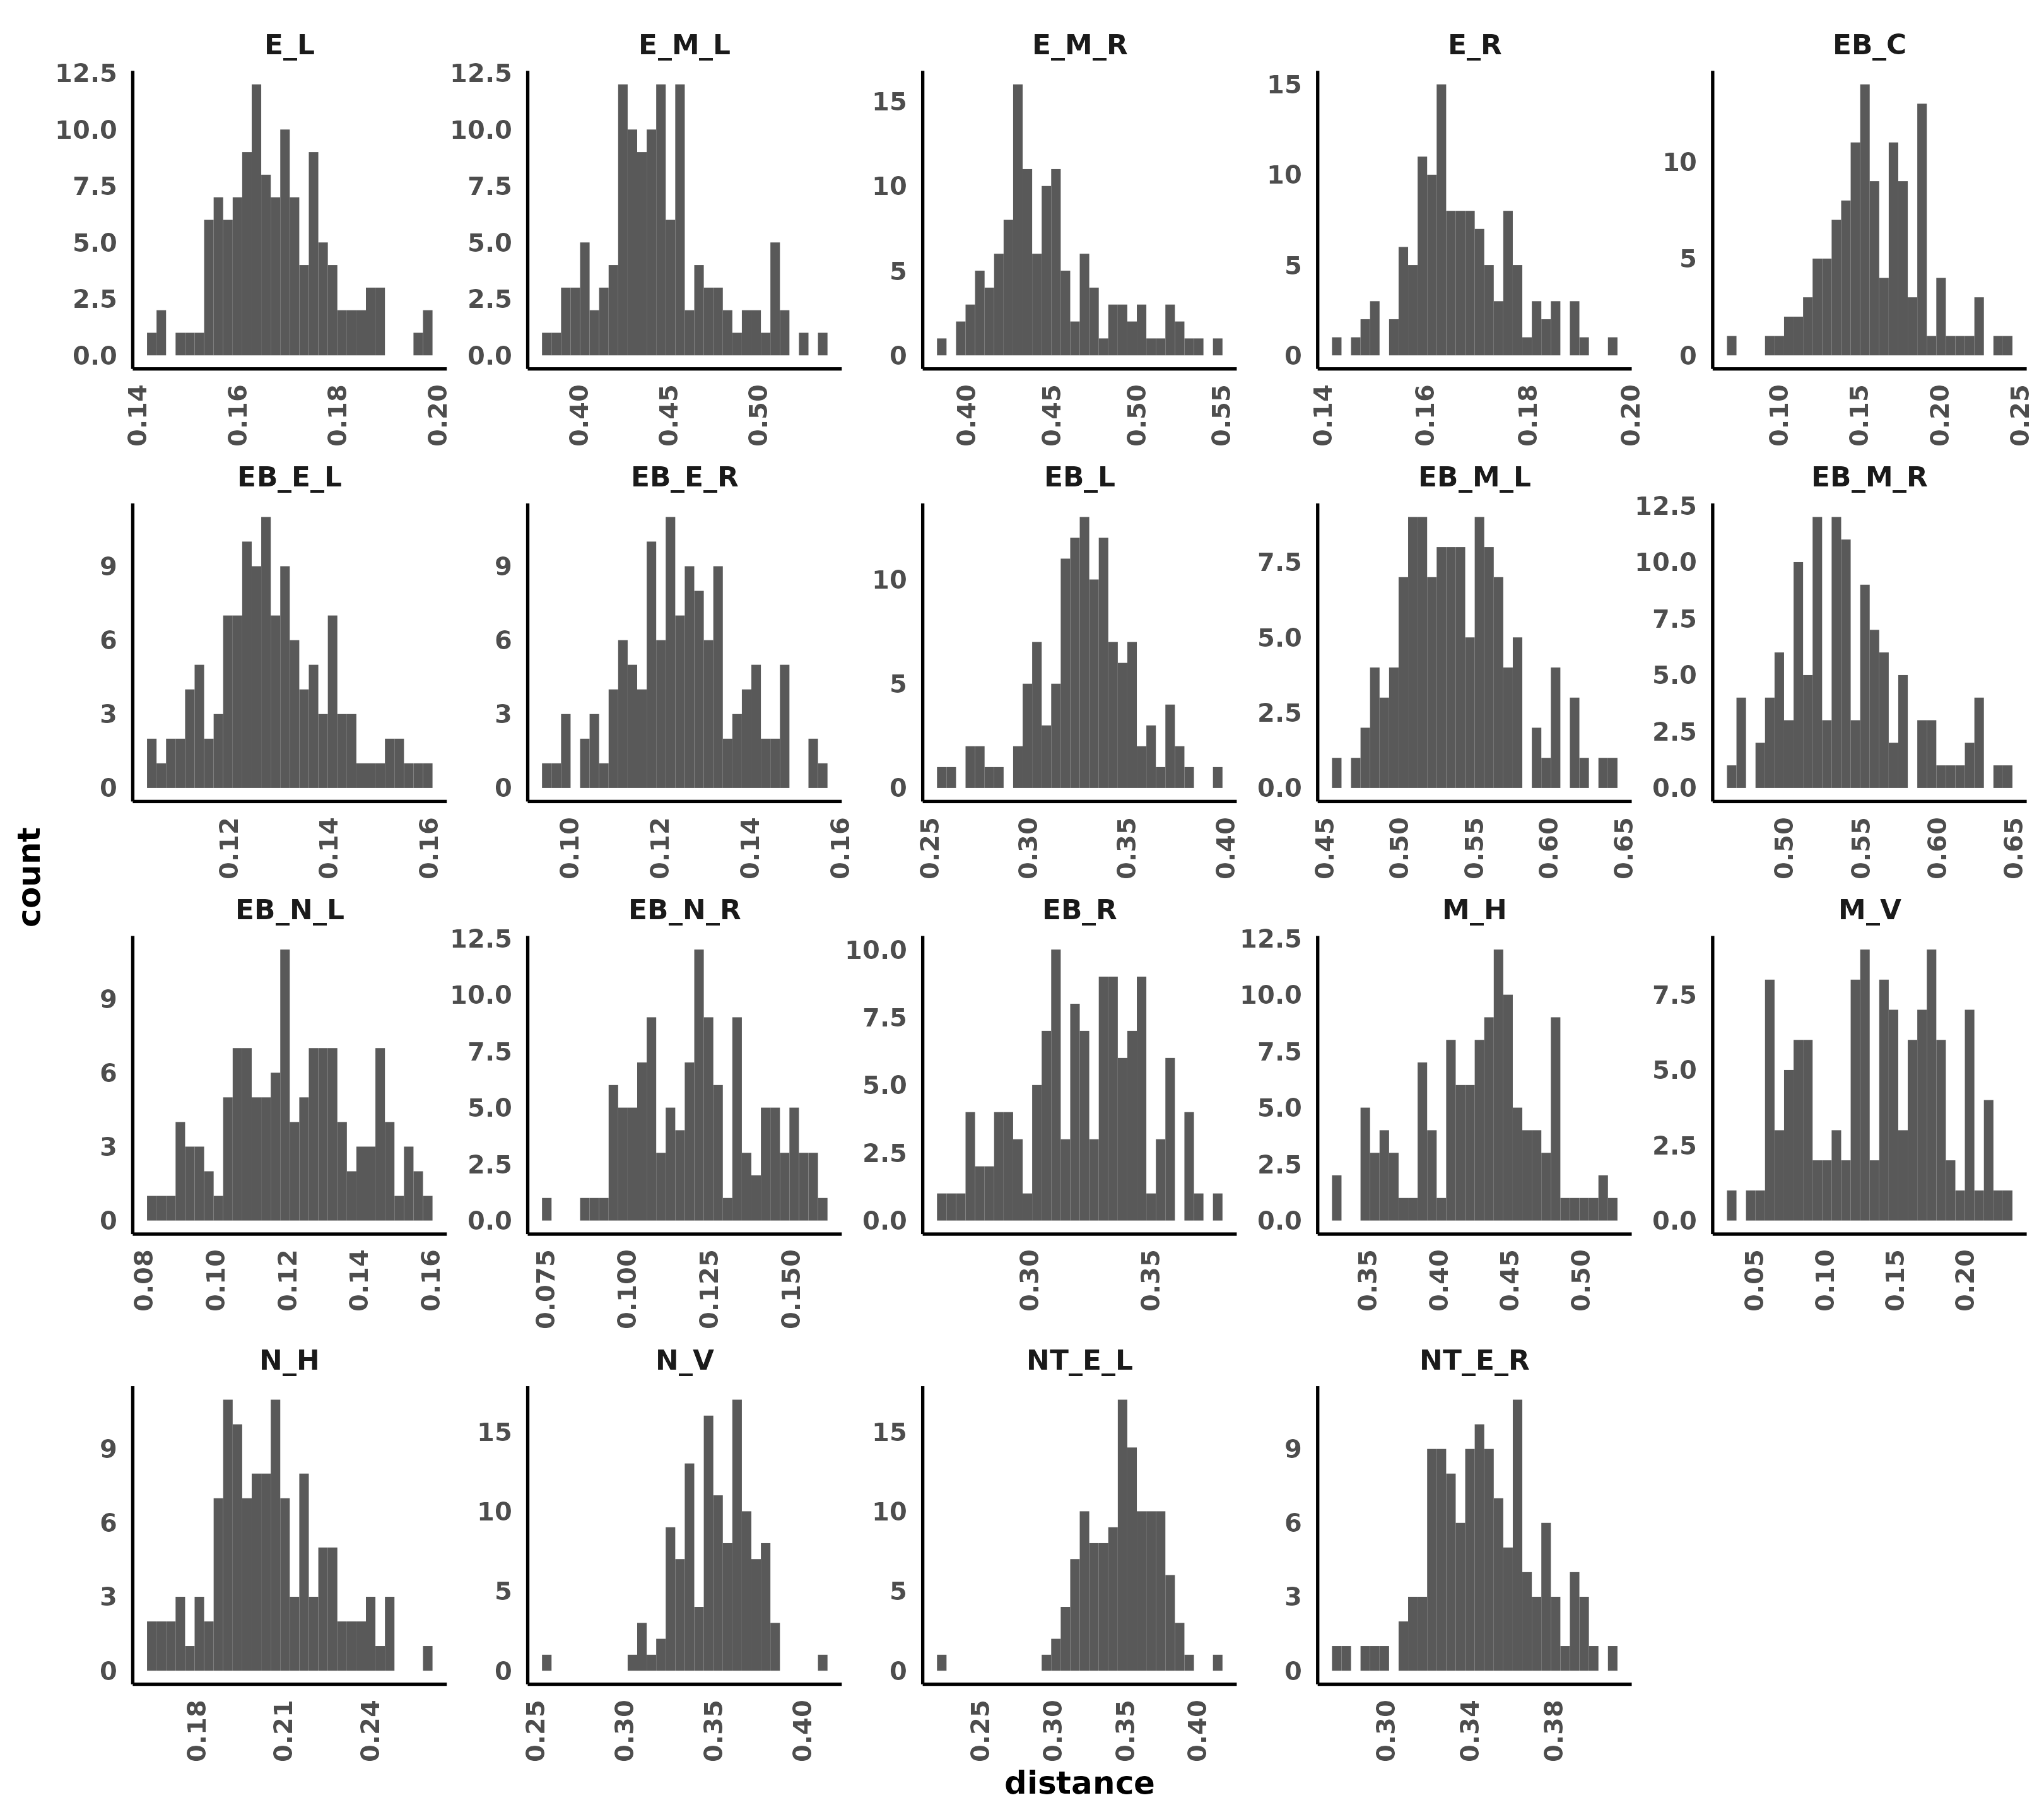 E_L E_M_L E_M_R E_R EB_C
12.5 10.0 7.5 5.0 2.5 0.0
12.5 10.0 7.5 5.0 2.5 0.0
15 10 5 0
15 10 5 0
10 5 0
0.14 0.16 0.18 0.20
0.40 0.45 0.50
0.40 0.45 0.50 0.55
0.14 0.16 0.18 0.20
0.10 0.15 0.20 0.25
EB_E_L EB_E_R EB_L EB_M_L EB_M_R
9 6 3 0
9 6 3 0
10 5 0
7.5 5.0 2.5 0.0
12.5 10.0 7.5 5.0 2.5 0.0
0.12 0.14 0.16
0.10 0.12 0.14 0.16
0.25 0.30 0.35 0.40
0.45 0.50 0.55 0.60 0.65
0.50 0.55 0.60 0.65
count
EB_N_L EB_N_R EB_R M_H M_V
9 6 3 0
12.5 10.0 7.5 5.0 2.5 0.0
10.0 7.5 5.0 2.5 0.0
12.5 10.0 7.5 5.0 2.5 0.0
7.5 5.0 2.5 0.0
0.08 0.10 0.12 0.14 0.16
0.075 0.100 0.125 0.150
0.30 0.35
0.35 0.40 0.45 0.50
0.05 0.10 0.15 0.20
N_H N_V NT_E_L NT_E_R
9 6 3 0
15 10 5 0
15 10 5 0
9 6 3 0
0.18 0.21 0.24
0.25 0.30 0.35 0.40
0.25 0.30 0.35 0.40
0.30 0.34 0.38
distance